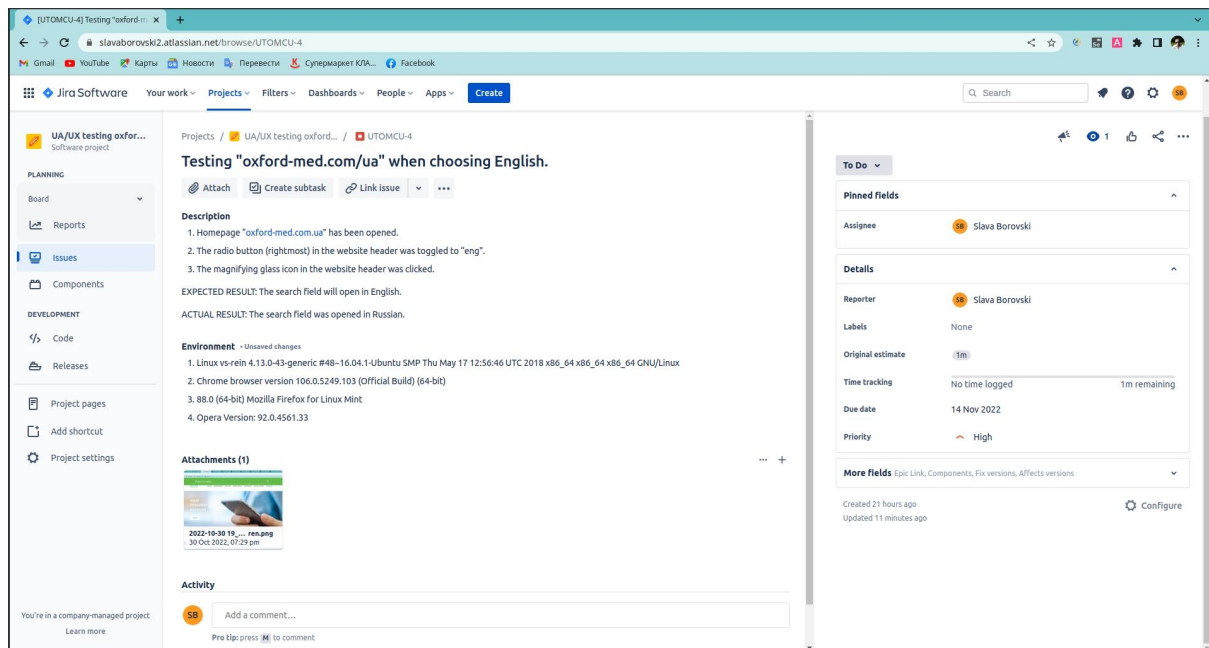 [UTOMCU-4] Testing "oxford-m
slavaborovski2.atlassian.net/browse/UTOMCU-4
Gmail YouTube Карты Новости Перевести Супермаркет КЛА... Facebook
Jira Software Your work Projects Filters Dashboards People Apps Create Search SB
UA/UX testing oxfor...
Software project
PLANNING
Board
Reports
Issues
Components
DEVELOPMENT
Code
Releases
Project pages
Add shortcut
Project settings
You're in a company-managed project
Learn more
Projects / UA/UX testing oxford... / UTOMCU-4
Testing "oxford-med.com/ua" when choosing English.
Attach Create subtask Link issue
Description
1. Homepage "oxford-med.com.ua" has been opened.
2. The radio button (rightmost) in the website header was toggled to "eng".
3. The magnifying glass icon in the website header was clicked.
EXPECTED RESULT: The search field will open in English.
ACTUAL RESULT: The search field was opened in Russian.
Environment • Unsaved changes
1. Linux vs-rein 4.13.0-43-generic #48~16.04.1-Ubuntu SMP Thu May 17 12:56:46 UTC 2018 x86_64 x86_64 x86_64 GNU/Linux
2. Chrome browser version 106.0.5249.103 (Official Build) (64-bit)
3. 88.0 (64-bit) Mozilla Firefox for Linux Mint
4. Opera Version: 92.0.4561.33
Attachments (1)
2022-10-30 19_... ren.png
30 Oct 2022, 07:29 pm
Activity
SB Add a comment...
Pro tip: press M to comment
1
To Do
Pinned fields
Assignee SB Slava Borovski
Details
Reporter SB Slava Borovski
Labels None
Original estimate 1m
Time tracking No time logged 1m remaining
Due date 14 Nov 2022
Priority High
More fields Epic Link, Components, Fix versions, Affects versions
Created 21 hours ago Configure
Updated 11 minutes ago